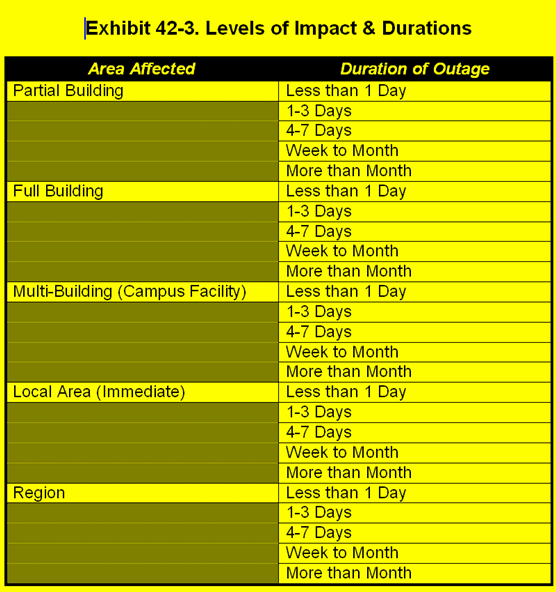 Exhibit 42-3. Levels of Impact & Durations
Area Affected Duration of Outage
Partial Building Less than 1 Day
1-3 Days
4-7 Days
Week to Month
More than Month
Full Building Less than 1 Day
1-3 Days
4-7 Days
Week to Month
More than Month
Multi-Building (Campus Facility) Less than 1 Day
1-3 Days
4-7 Days
Week to Month
More than Month
Local Area (Immediate) Less than 1 Day
1-3 Days
4-7 Days
Week to Month
More than Month
Region Less than 1 Day
1-3 Days
4-7 Days
Week to Month
More than Month